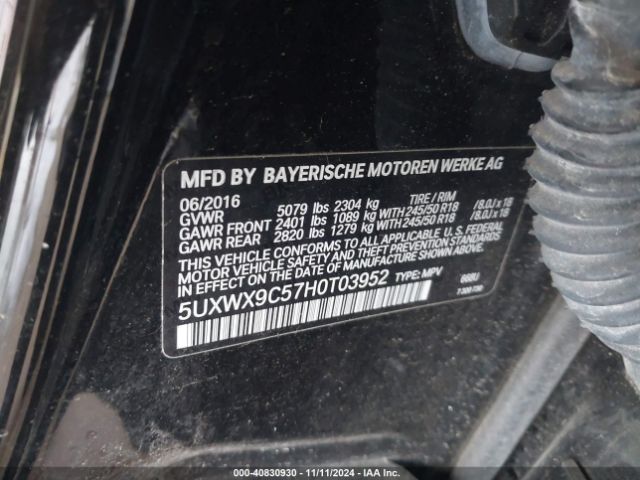 MFD BY BAYERISCHE MOTOREN WERKE AG
06/2016 TIRE / RIM
GVWR 5079 lbs 2304 kg
GAWR FRONT 2401 lbs 1089 kg WITH 245/50 R18 / 8.0J x 18
GAWR REAR 2820 lbs 1279 kg WITH 245/50 R18 / 8.0J x 18
THIS VEHICLE CONFORMS TO ALL APPLICABLE U.S. FEDERAL
MOTOR VEHICLE SAFETY AND THEFT PREVENTION STANDARDS
IN EFFECT ON THE DATE OF MANUFACTURE SHOWN ABOVE.
5UXWX9C57H0T03952 TYPE: MPV
000-40830930 - 11/11/2024 - IAA Inc.